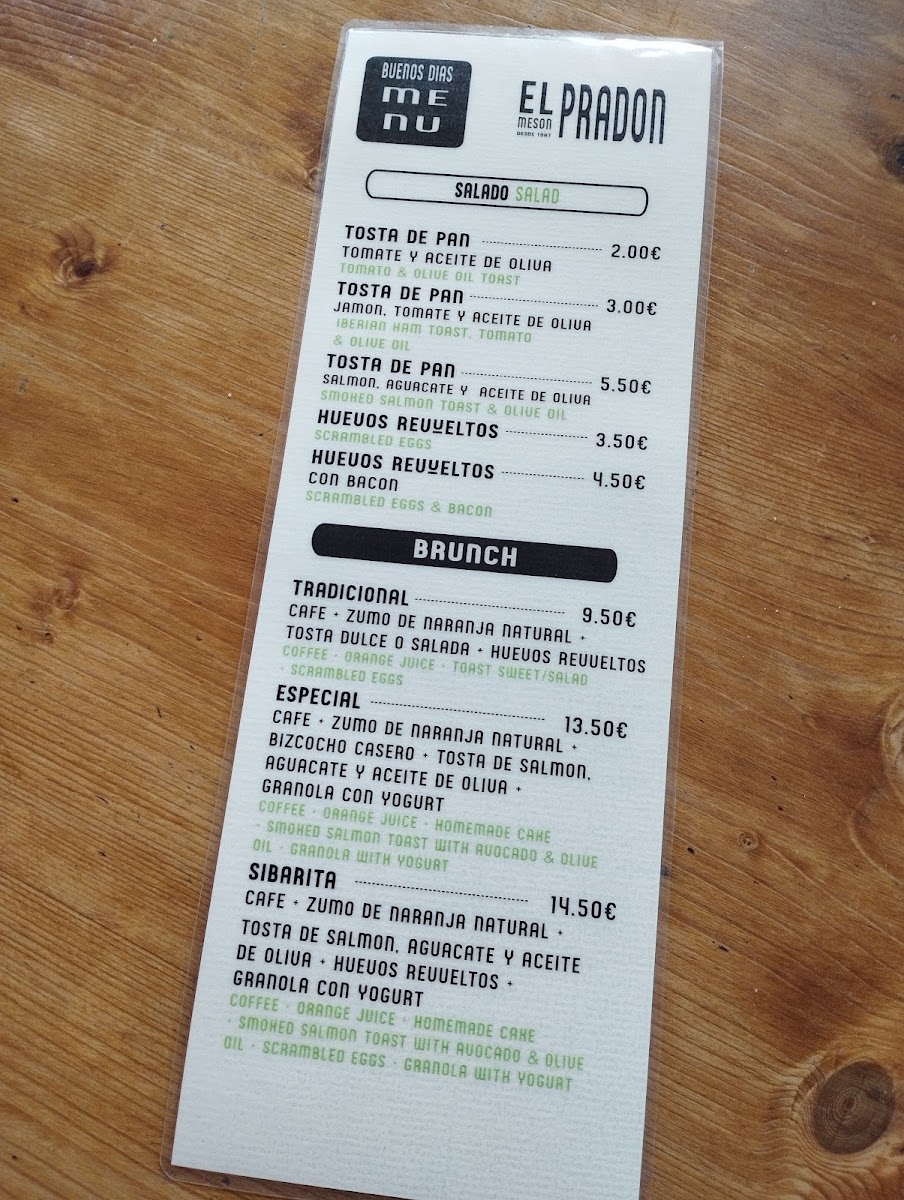 BUENOS DIAS
ME
NU
EL PRADON
MESON
DESDE 1987
SALADO SALAD
TOSTA DE PAN 2.00€
TOMATE Y ACEITE DE OLIVA
TOMATO & OLIVE OIL TOAST
TOSTA DE PAN 3.00€
JAMON, TOMATE Y ACEITE DE OLIVA
IBERIAN HAM TOAST, TOMATO
& OLIVE OIL
TOSTA DE PAN 5.50€
SALMON, AGUACATE Y ACEITE DE OLIVA
SMOKED SALMON TOAST & OLIVE OIL
HUEVOS REVUELTOS 3.50€
SCRAMBLED EGGS
HUEVOS REVUELTOS 4.50€
CON BACON
SCRAMBLED EGGS & BACON
BRUNCH
TRADICIONAL 9.50€
CAFE + ZUMO DE NARANJA NATURAL +
TOSTA DULCE O SALADA + HUEVOS REVUELTOS
COFFEE · ORANGE JUICE · TOAST SWEET/SALAD
· SCRAMBLED EGGS
ESPECIAL 13.50€
CAFE + ZUMO DE NARANJA NATURAL +
BIZCOCHO CASERO + TOSTA DE SALMON,
AGUACATE Y ACEITE DE OLIVA +
GRANOLA CON YOGURT
COFFEE · ORANGE JUICE · HOMEMADE CAKE
· SMOKED SALMON TOAST WITH AVOCADO & OLIVE
OIL · GRANOLA WITH YOGURT
SIBARITA 14.50€
CAFE + ZUMO DE NARANJA NATURAL +
TOSTA DE SALMON, AGUACATE Y ACEITE
DE OLIVA + HUEVOS REVUELTOS +
GRANOLA CON YOGURT
COFFEE · ORANGE JUICE · HOMEMADE CAKE
· SMOKED SALMON TOAST WITH AVOCADO & OLIVE
OIL · SCRAMBLED EGGS · GRANOLA WITH YOGURT